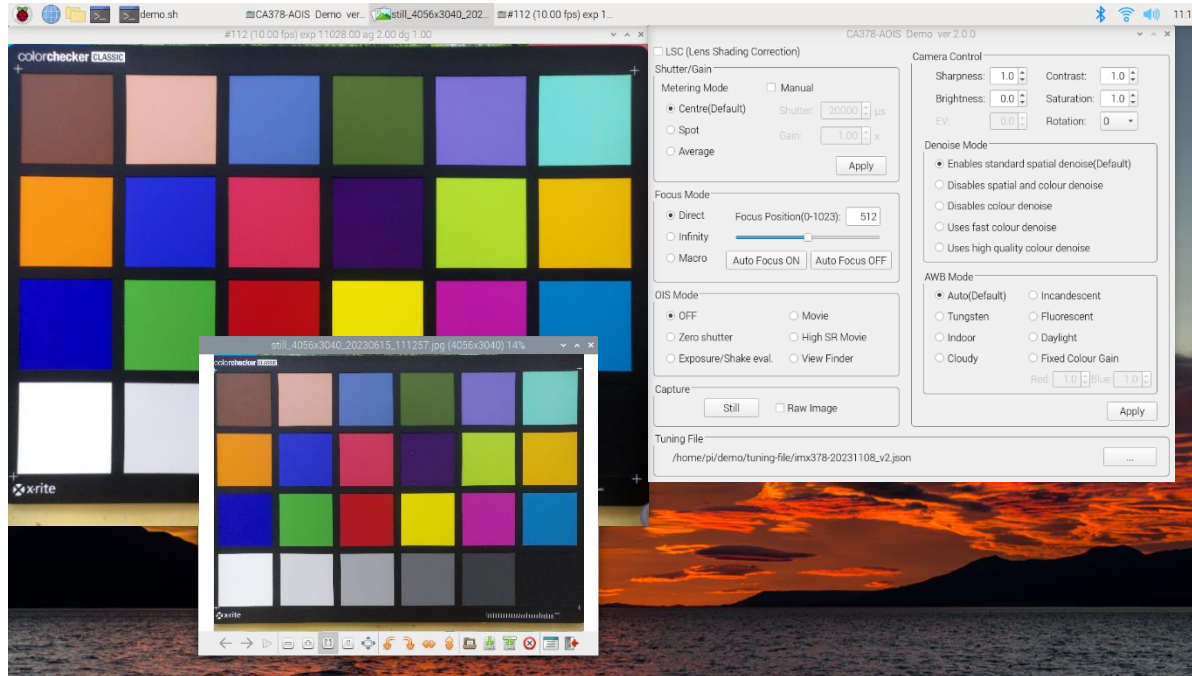 demo.sh
CA378-AOIS Demo ver...
still_4056x3040_202...
#112 (10.00 fps) exp 1...
11:1
#112 (10.00 fps) exp 11028.00 ag 2.00 dg 1.00
colorchecker CLASSIC
x-rite
still_4056x3040_20230615_111257.jpg (4056x3040) 14%
colorchecker CLASSIC
x-rite
CA378-AOIS Demo ver 2.0.0
LSC (Lens Shading Correction)
Shutter/Gain
Metering Mode
Manual
Centre(Default)
Shutter: 20000 μs
Spot
Gain: 1.00 x
Average
Apply
Focus Mode
Direct
Focus Position(0-1023): 512
Infinity
Macro
Auto Focus ON
Auto Focus OFF
OIS Mode
OFF
Movie
Zero shutter
High SR Movie
Exposure/Shake eval.
View Finder
Capture
Still
Raw Image
Camera Control
Sharpness: 1.0
Contrast: 1.0
Brightness: 0.0
Saturation: 1.0
EV: 0.0
Rotation: 0
Denoise Mode
Enables standard spatial denoise(Default)
Disables spatial and colour denoise
Disables colour denoise
Uses fast colour denoise
Uses high quality colour denoise
AWB Mode
Auto(Default)
Incandescent
Tungsten
Fluorescent
Indoor
Daylight
Cloudy
Fixed Colour Gain
Red: 1.0 Blue: 1.0
Apply
Tuning File
/home/pi/demo/tuning-file/imx378-20231108_v2.json
...